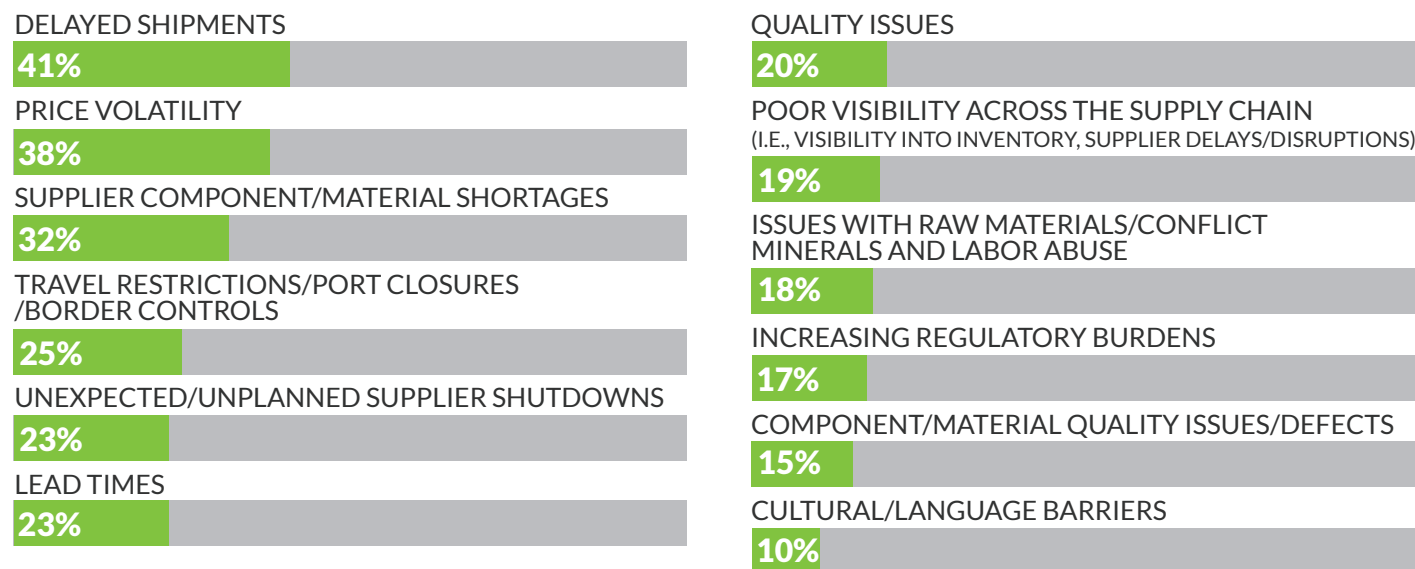 DELAYED SHIPMENTS
41%
PRICE VOLATILITY
38%
SUPPLIER COMPONENT/MATERIAL SHORTAGES
32%
TRAVEL RESTRICTIONS/PORT CLOSURES
/BORDER CONTROLS
25%
UNEXPECTED/UNPLANNED SUPPLIER SHUTDOWNS
23%
LEAD TIMES
23%
QUALITY ISSUES
20%
POOR VISIBILITY ACROSS THE SUPPLY CHAIN
(I.E., VISIBILITY INTO INVENTORY, SUPPLIER DELAYS/DISRUPTIONS)
19%
ISSUES WITH RAW MATERIALS/CONFLICT
MINERALS AND LABOR ABUSE
18%
INCREASING REGULATORY BURDENS
17%
COMPONENT/MATERIAL QUALITY ISSUES/DEFECTS
15%
CULTURAL/LANGUAGE BARRIERS
10%